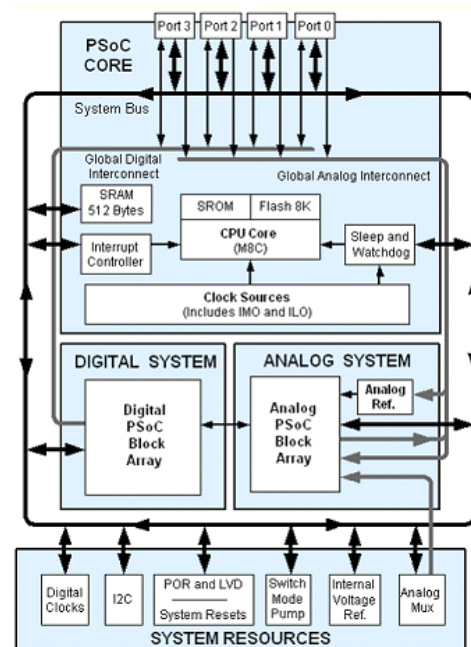 Port 3 Port 2 Port 1 Port 0
PSoC
CORE
System Bus
Global Digital
Interconnect
Global Analog Interconnect
SRAM
512 Bytes
SROM Flash 8K
CPU Core
(M8C)
Interrupt
Controller
Sleep and
Watchdog
Clock Sources
(Includes IMO and ILO)
DIGITAL SYSTEM
Digital
PSoC
Block
Array
ANALOG SYSTEM
Analog
PSoC
Block
Array
Analog
Ref.
Digital
Clocks
I2C
POR and LVD
System Resets
Switch
Mode
Pump
Internal
Voltage
Ref.
Analog
Mux
SYSTEM RESOURCES